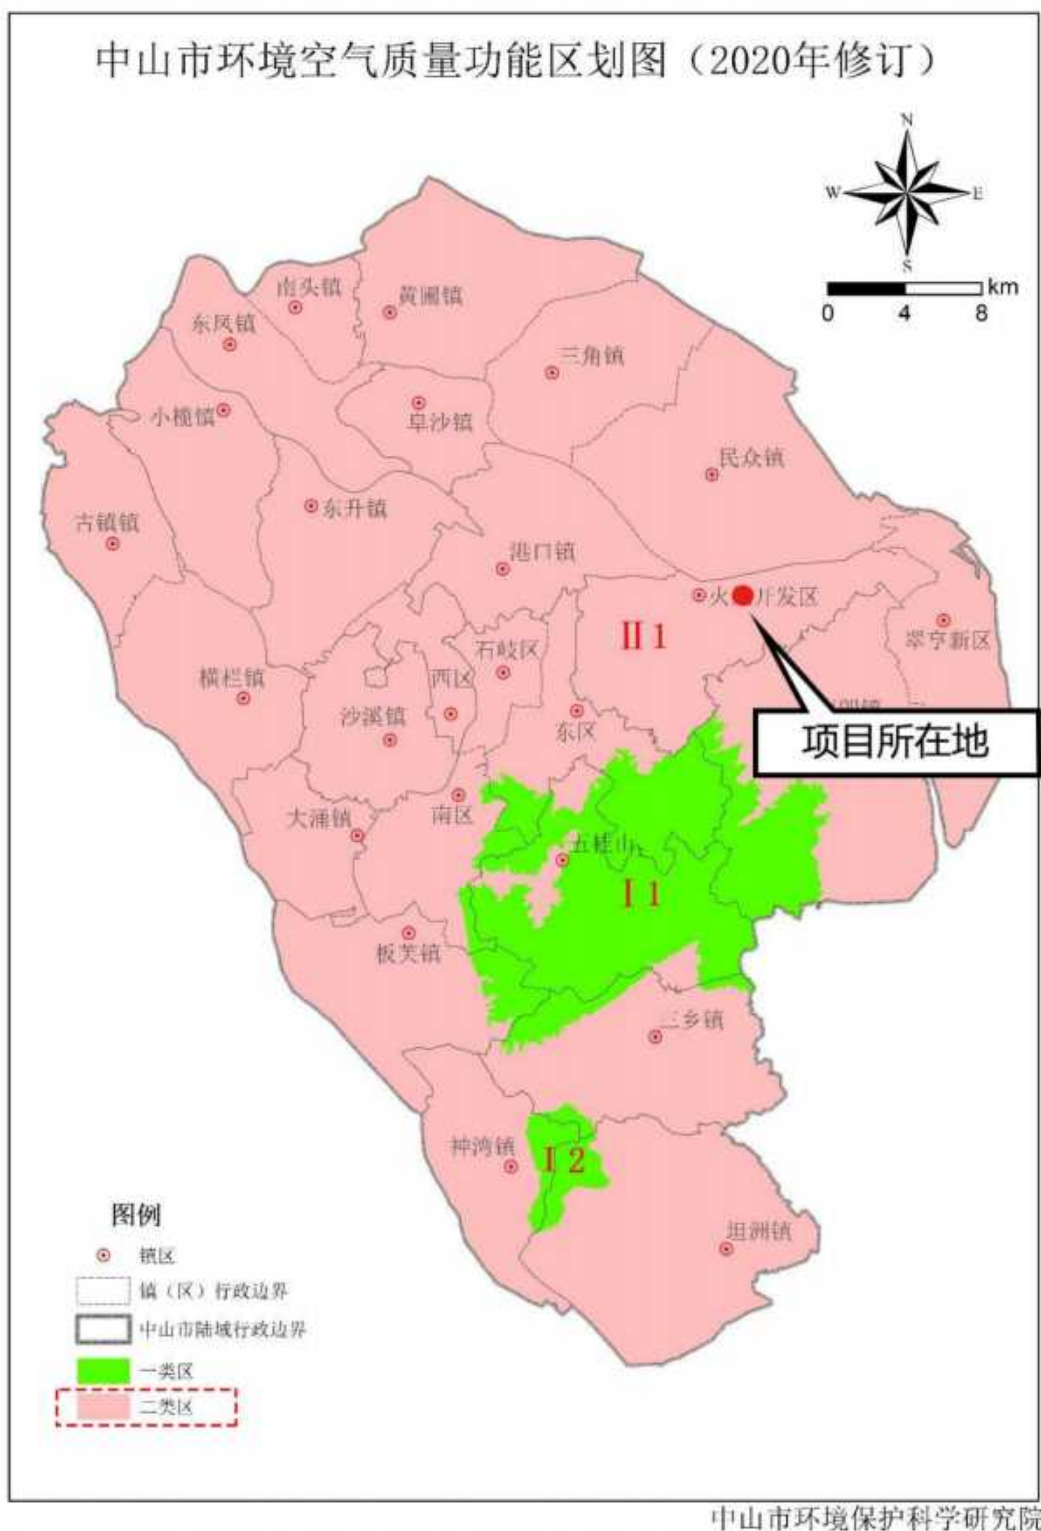 中山市环境空气质量功能区划图（2020年修订）
N
W
E
S
km
0 4 8
南头镇
黄圃镇
东凤镇
三角镇
小榄镇
阜沙镇
民众镇
东升镇
古镇镇
港口镇
火 开发区
II 1
翠亨新区
石岐区
横栏镇
西区
沙溪镇
东区
项目所在地
大涌镇
南区
五桂山
I 1
板芙镇
三乡镇
神湾镇
I 2
坦洲镇
图例
镇区
镇（区）行政边界
中山市陆域行政边界
一类区
二类区
中山市环境保护科学研究院